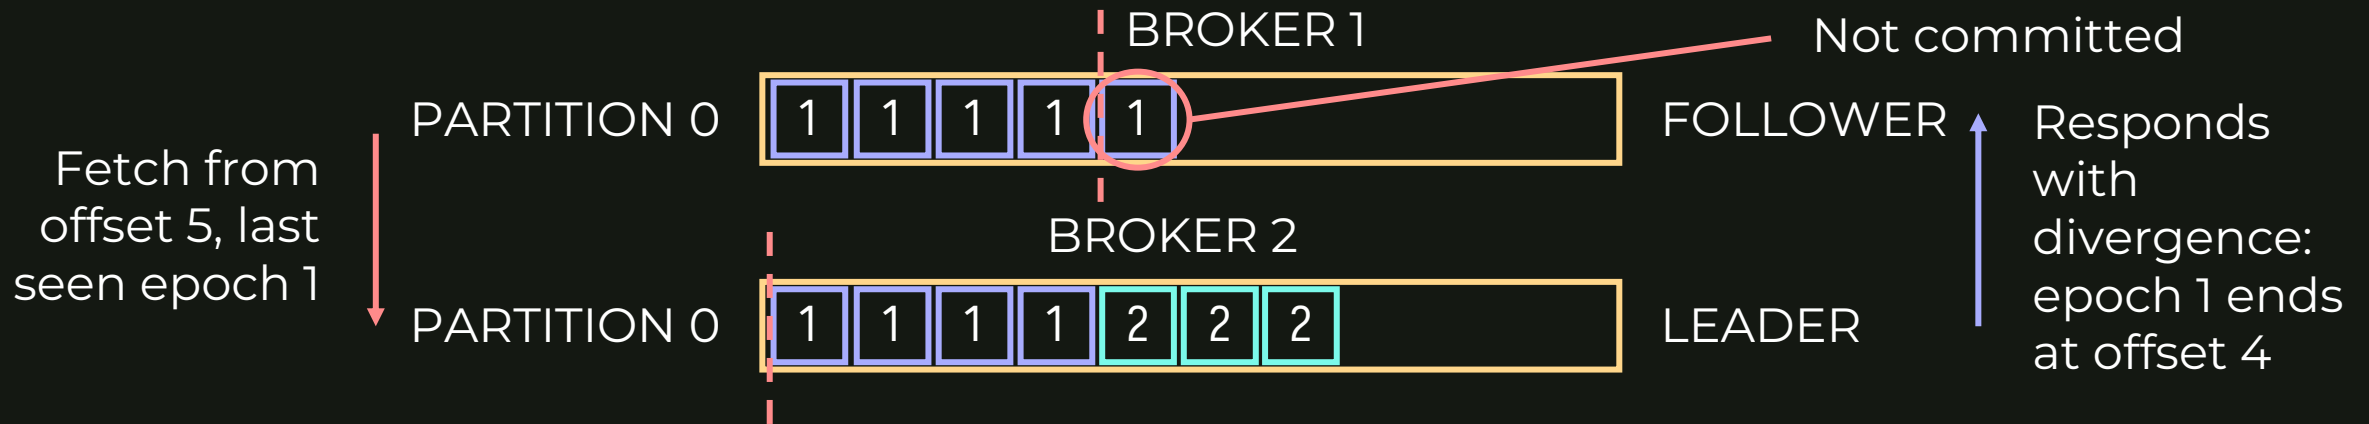 BROKER 1
Not committed
PARTITION 0
1 1 1 1 1
FOLLOWER
Fetch from
offset 5, last
seen epoch 1
Responds
with
divergence:
epoch 1 ends
at offset 4
BROKER 2
PARTITION 0
1 1 1 1 2 2 2
LEADER